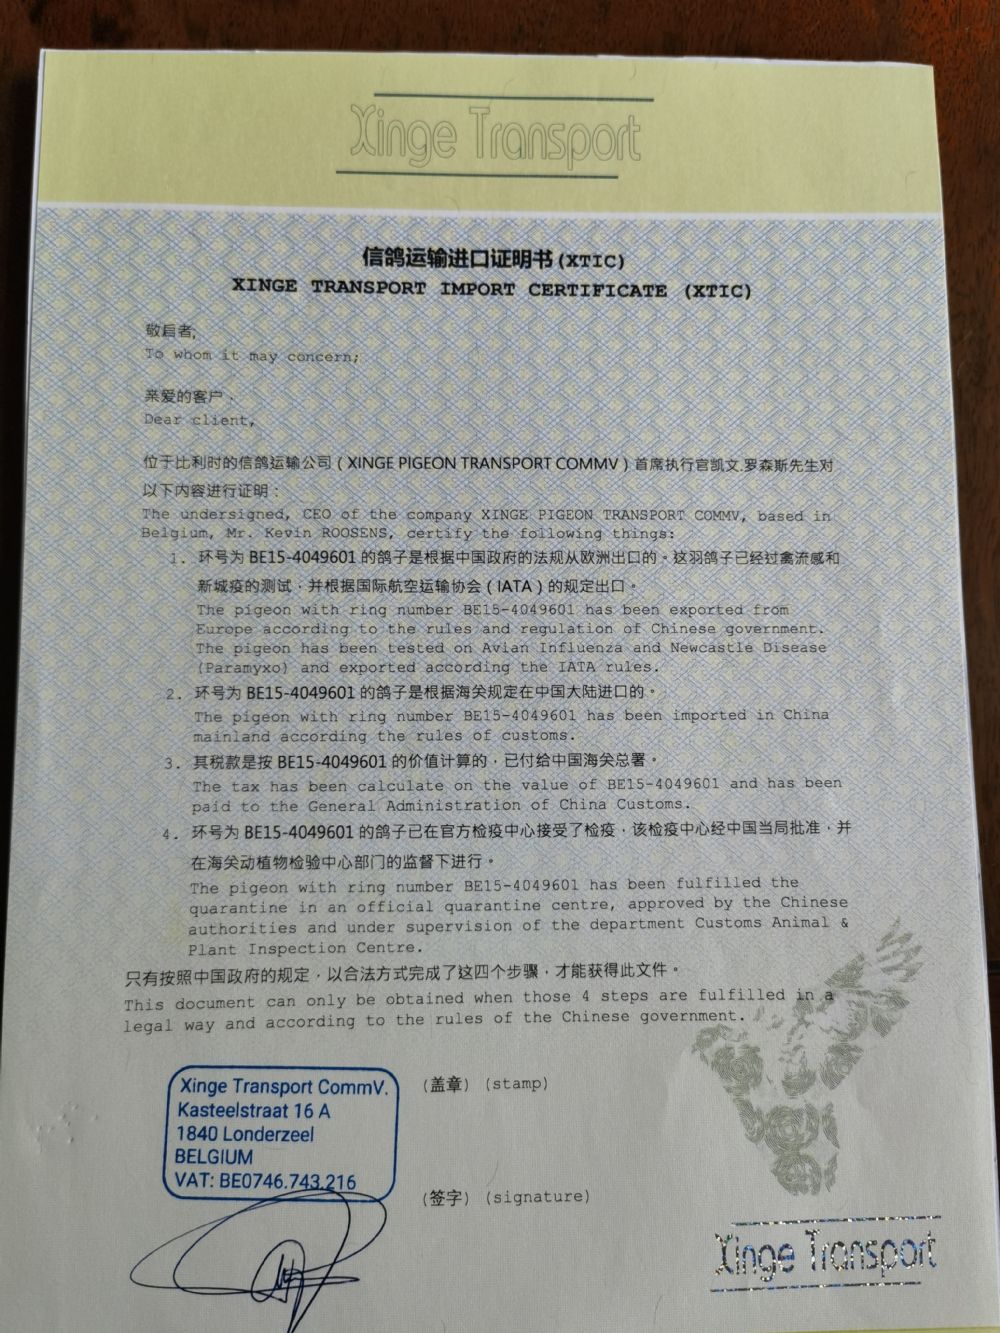 Xinge Transport
信鸽运输进口证明书(XTIC)
XINGE TRANSPORT IMPORT CERTIFICATE (XTIC)
敬启者;
To whom it may concern;
亲爱的客户，
Dear client,
位于比利时的信鸽运输公司（XINGE PIGEON TRANSPORT COMMV）首席执行官凯文.罗森斯先生对
以下内容进行证明：
The undersigned, CEO of the company XINGE PIGEON TRANSPORT COMMV, based in
Belgium, Mr. Kevin ROOSENS, certify the following things:
1. 环号为 BE15-4049601 的鸽子是根据中国政府的法规从欧洲出口的。这羽鸽子已经过禽流感和
新城疫的测试，并根据国际航空运输协会（IATA）的规定出口。
The pigeon with ring number BE15-4049601 has been exported from
Europe according to the rules and regulation of Chinese government.
The pigeon has been tested on Avian Influenza and Newcastle Disease
(Paramyxo) and exported according the IATA rules.
2. 环号为 BE15-4049601 的鸽子是根据海关规定在中国大陆进口的。
The pigeon with ring number BE15-4049601 has been imported in China
mainland according the rules of customs.
3. 其税款是按 BE15-4049601 的价值计算的，已付给中国海关总署。
The tax has been calculate on the value of BE15-4049601 and has been
paid to the General Administration of China Customs.
4. 环号为 BE15-4049601 的鸽子已在官方检疫中心接受了检疫，该检疫中心经中国当局批准，并
在海关动植物检验中心部门的监督下进行。
The pigeon with ring number BE15-4049601 has been fulfilled the
quarantine in an official quarantine centre, approved by the Chinese
authorities and under supervision of the department Customs Animal &
Plant Inspection Centre.
只有按照中国政府的规定，以合法方式完成了这四个步骤，才能获得此文件。
This document can only be obtained when those 4 steps are fulfilled in a
legal way and according to the rules of the Chinese government.
Xinge Transport CommV.
Kasteelstraat 16 A
1840 Londerzeel
BELGIUM
VAT: BE0746.743.216
(盖章) (stamp)
(签字) (signature)
Xinge Transport